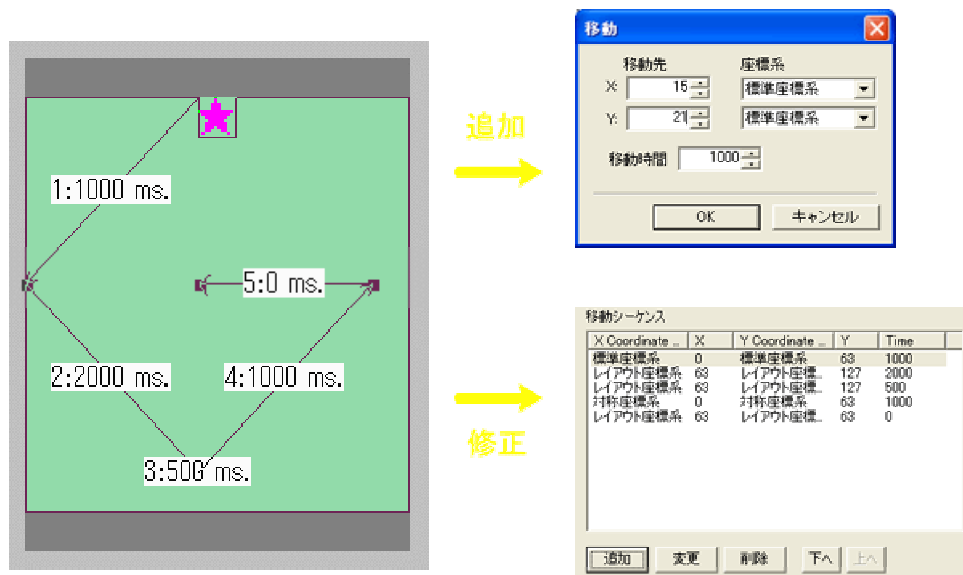 1:1000 ms.
5:0 ms.
2:2000 ms.
4:1000 ms.
3:500 ms.
追加
修正
移動
移動先 座標系
X: 15 標準座標系
Y: 21 標準座標系
移動時間 1000
OK キャンセル
移動シーケンス
X Coordinate ... X Y Coordinate ... Y Time
標準座標系 0 標準座標系 63 1000
レイアウト座標系 63 レイアウト座標... 127 2000
レイアウト座標系 63 レイアウト座標... 127 500
対称座標系 0 対称座標系 63 1000
レイアウト座標系 63 レイアウト座標... 63 0
追加 変更 削除 下へ 上へ